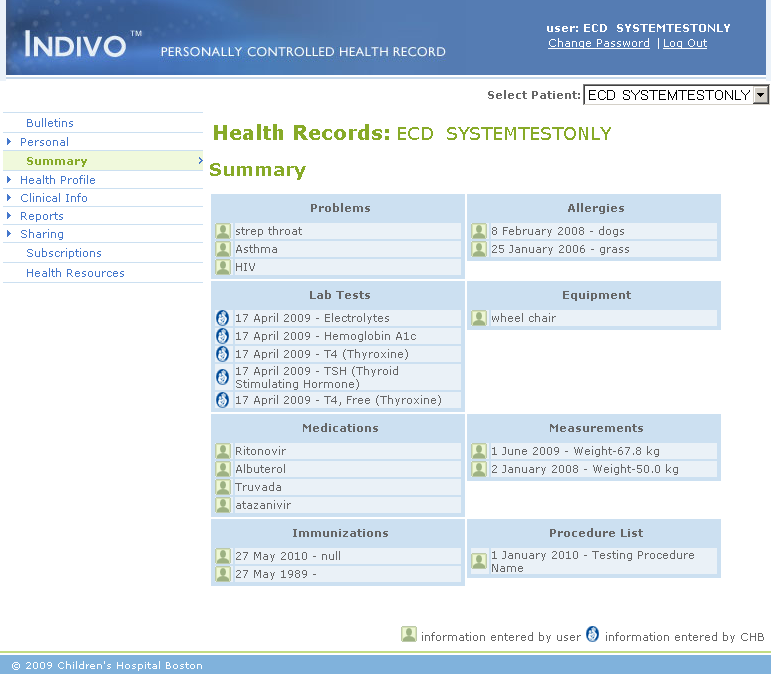 INDIVO™ PERSONALLY CONTROLLED HEALTH RECORD
user: ECD SYSTEMTESTONLY
Change Password | Log Out
Select Patient: ECD SYSTEMTESTONLY
Bulletins
Personal
Summary
Health Profile
Clinical Info
Reports
Sharing
Subscriptions
Health Resources
Health Records: ECD SYSTEMTESTONLY
Summary
Problems
strep throat
Asthma
HIV
Allergies
8 February 2008 - dogs
25 January 2006 - grass
Lab Tests
17 April 2009 - Electrolytes
17 April 2009 - Hemoglobin A1c
17 April 2009 - T4 (Thyroxine)
17 April 2009 - TSH (Thyroid
Stimulating Hormone)
17 April 2009 - T4, Free (Thyroxine)
Equipment
wheel chair
Medications
Ritonovir
Albuterol
Truvada
atazanivir
Measurements
1 June 2009 - Weight-67.8 kg
2 January 2008 - Weight-50.0 kg
Immunizations
27 May 2010 - null
27 May 1989 -
Procedure List
1 January 2010 - Testing Procedure
Name
information entered by user information entered by CHB
© 2009 Children's Hospital Boston